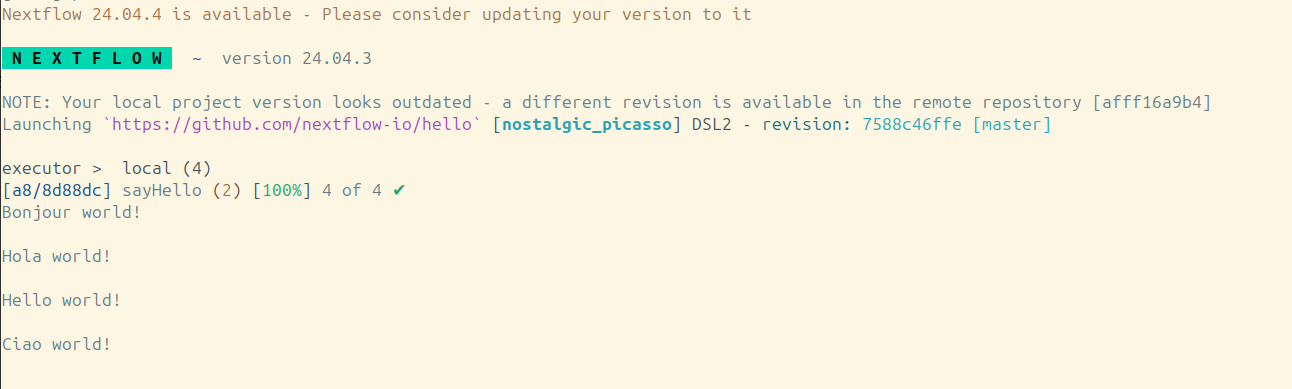 Nextflow 24.04.4 is available - Please consider updating your version to it
N E X T F L O W ~ version 24.04.3
NOTE: Your local project version looks outdated - a different revision is available in the remote repository [afff16a9b4]
Launching `https://github.com/nextflow-io/hello` [nostalgic_picasso] DSL2 - revision: 7588c46ffe [master]
executor > local (4)
[a8/8d88dc] sayHello (2) [100%] 4 of 4 ✔
Bonjour world!
Hola world!
Hello world!
Ciao world!